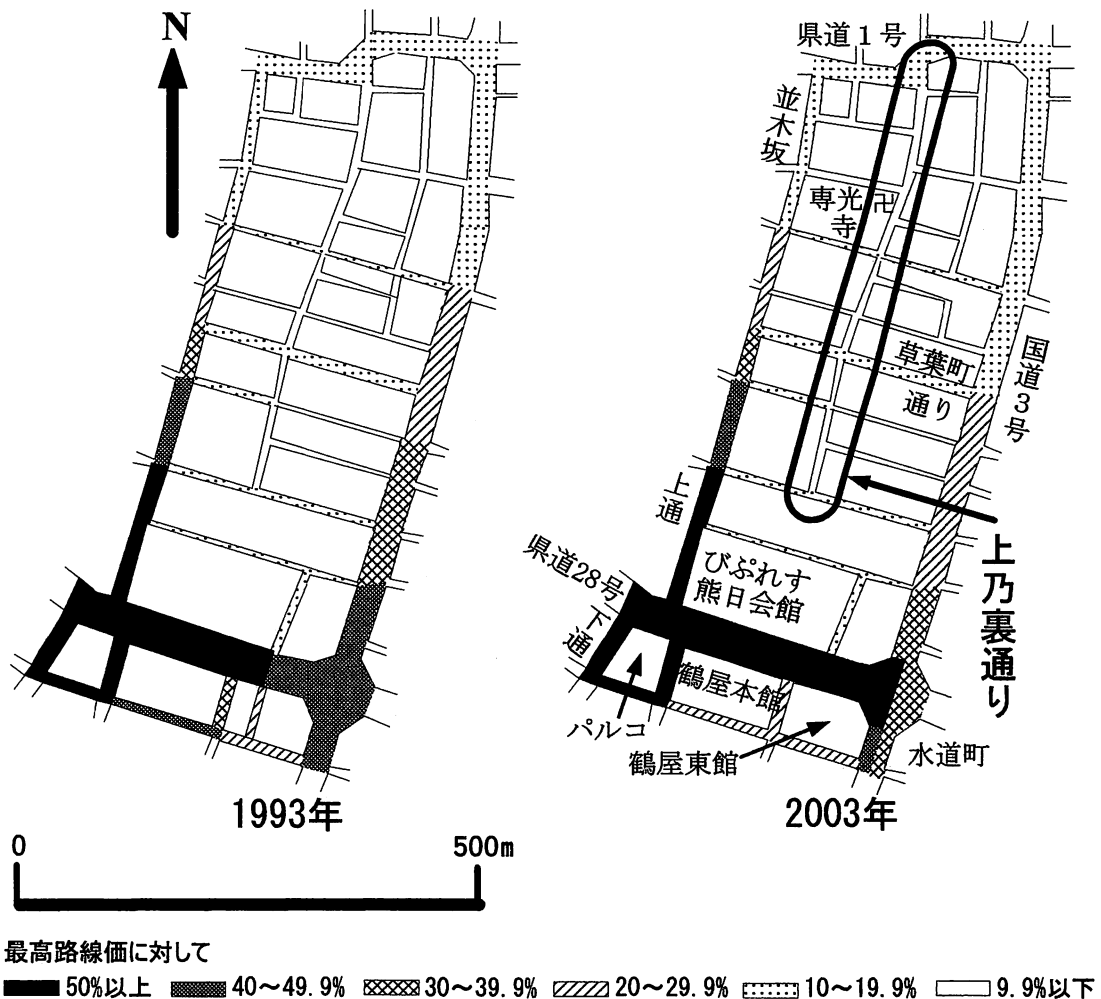 N
県道1号
並木坂
専光寺
卍
草葉町通り
国道3号
上通
県道28号
下通
びぷれす
熊日会館
上乃裏通り
鶴屋本館
パルコ
鶴屋東館
水道町
1993年
2003年
0
500m
最高路線価に対して
50%以上
40〜49.9%
30〜39.9%
20〜29.9%
10〜19.9%
9.9%以下